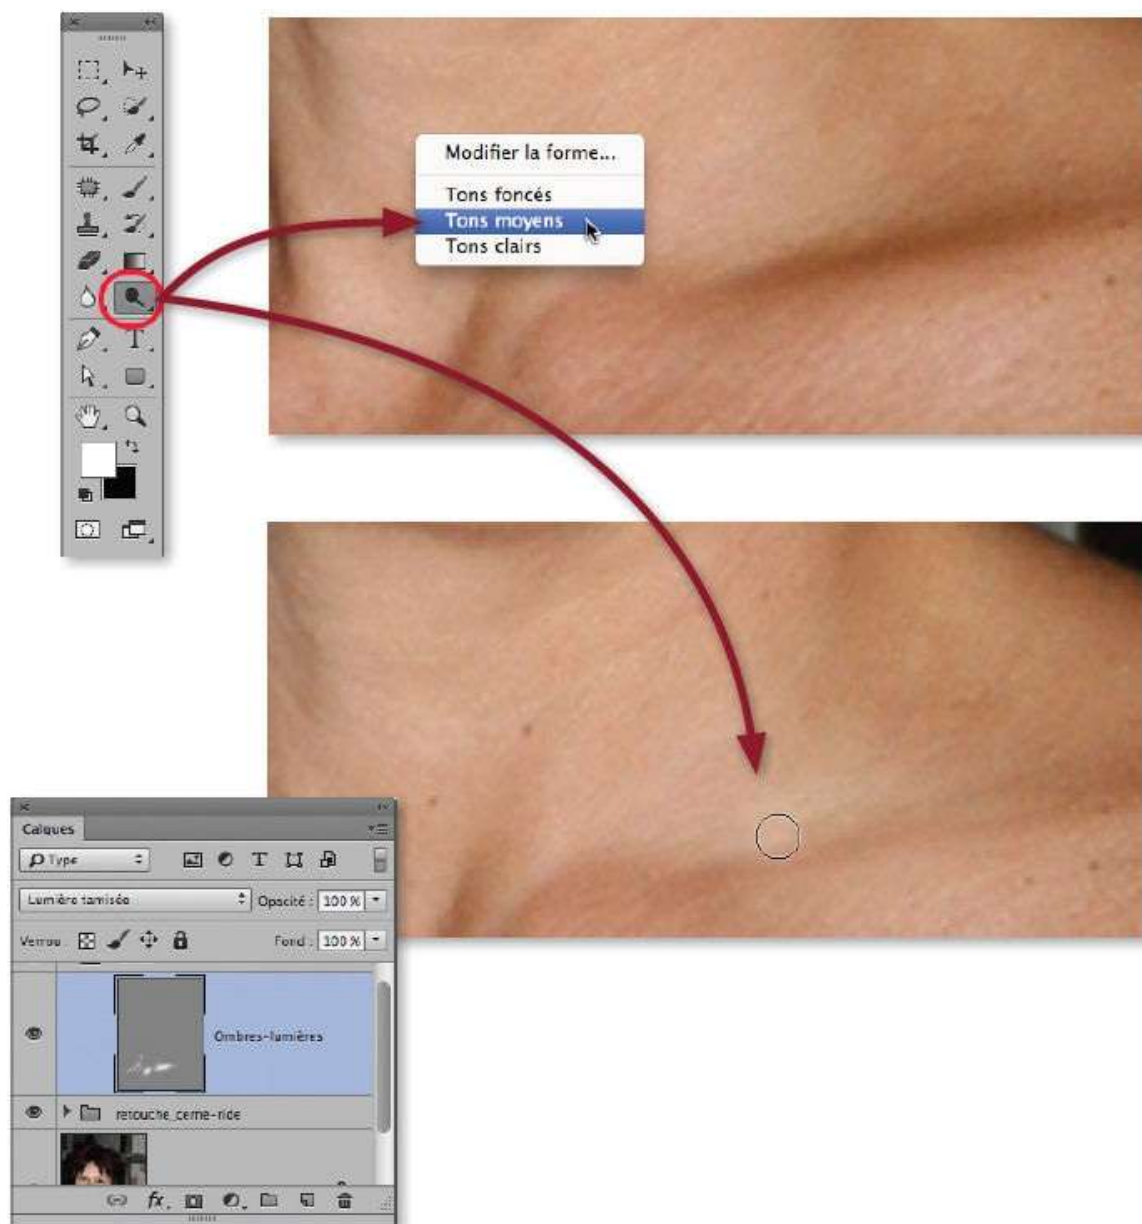 Modifier la forme...
Tons foncés
Tons moyens
Tons clairs
T
Calques
Type
T
Lumière tamisée Opacité : 100 %
Verrou : Fond : 100 %
Ombres-lumières
retouche_cerne-ride
fx